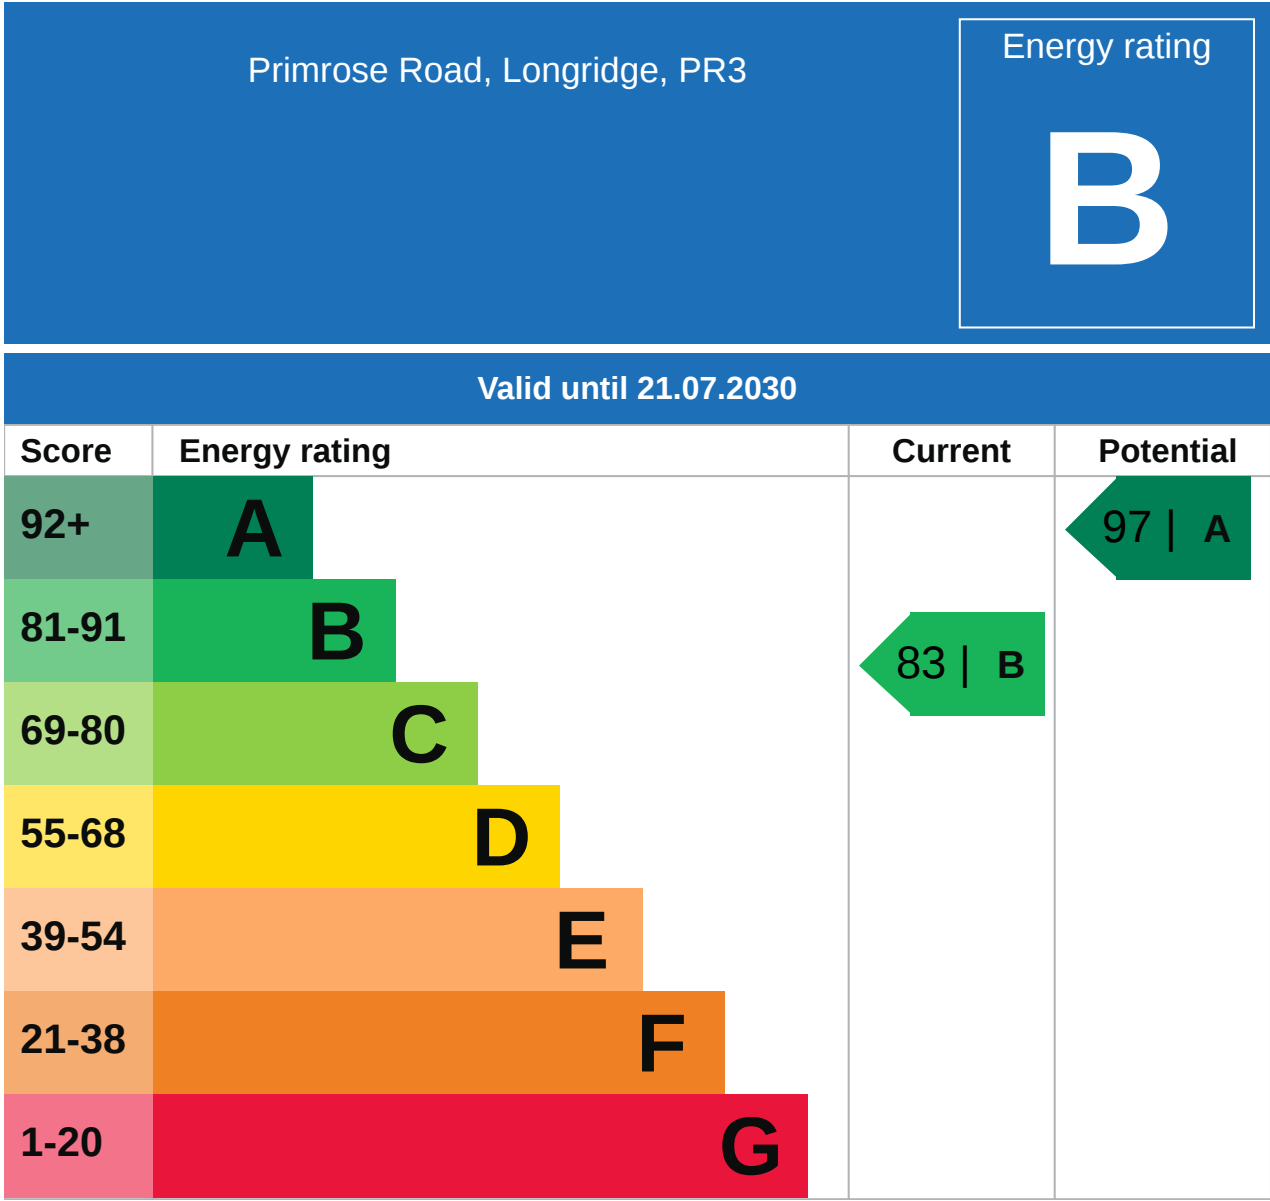 Primrose Road, Longridge, PR3
Energy rating
B
Valid until 21.07.2030
Score Energy rating Current Potential
92+ A 97 | A
81-91 B 83 | B
69-80 C
55-68 D
39-54 E
21-38 F
1-20 G